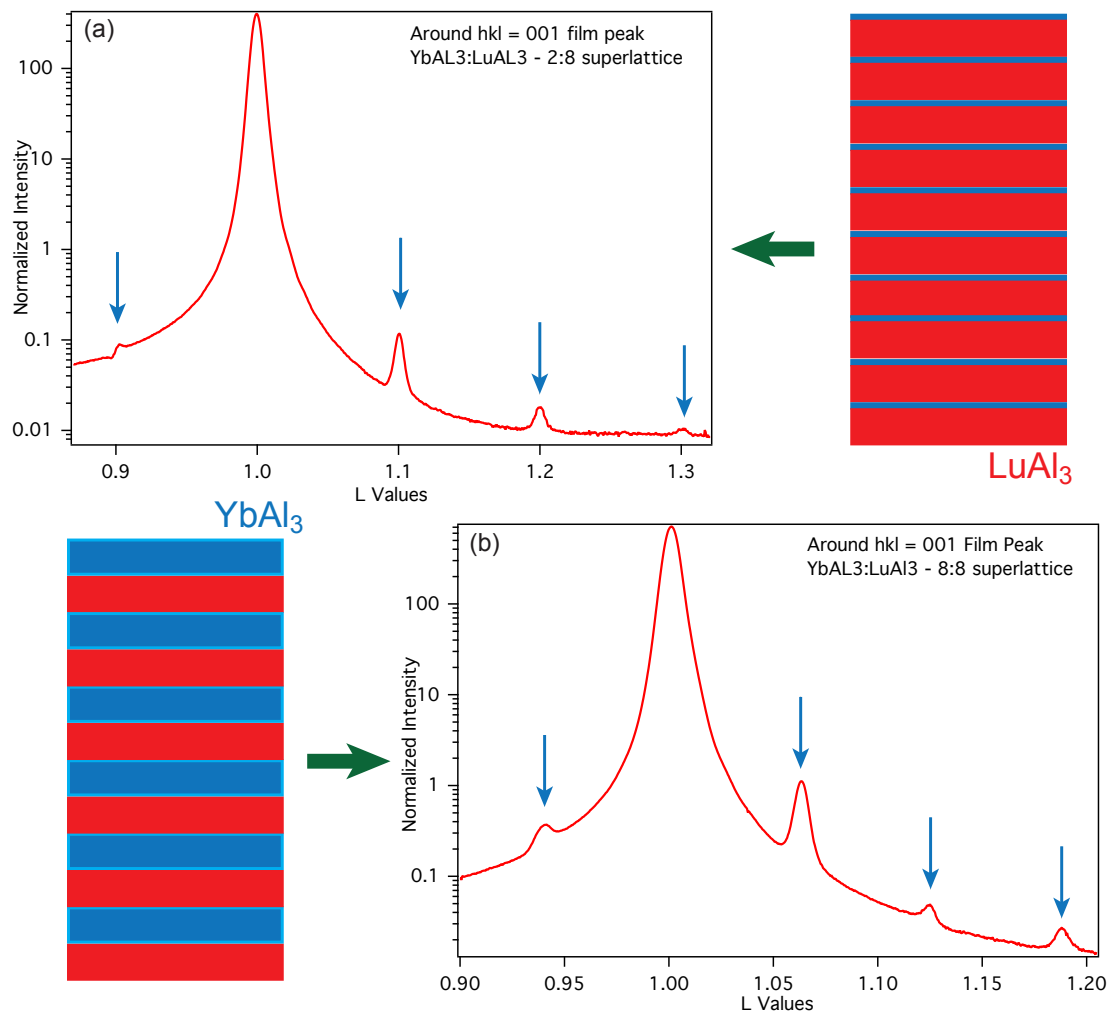 (a)
Around hkl = 001 film peak
YbAL3:LuAL3 - 2:8 superlattice
Normalized Intensity
100
10
1
0.1
0.01
0.9
1.0
1.1
1.2
1.3
L Values
LuAl₃
YbAl₃
(b)
Around hkl = 001 Film Peak
YbAL3:LuAl3 - 8:8 superlattice
Normalized Intensity
100
10
1
0.1
0.90
0.95
1.00
1.05
1.10
1.15
1.20
L Values